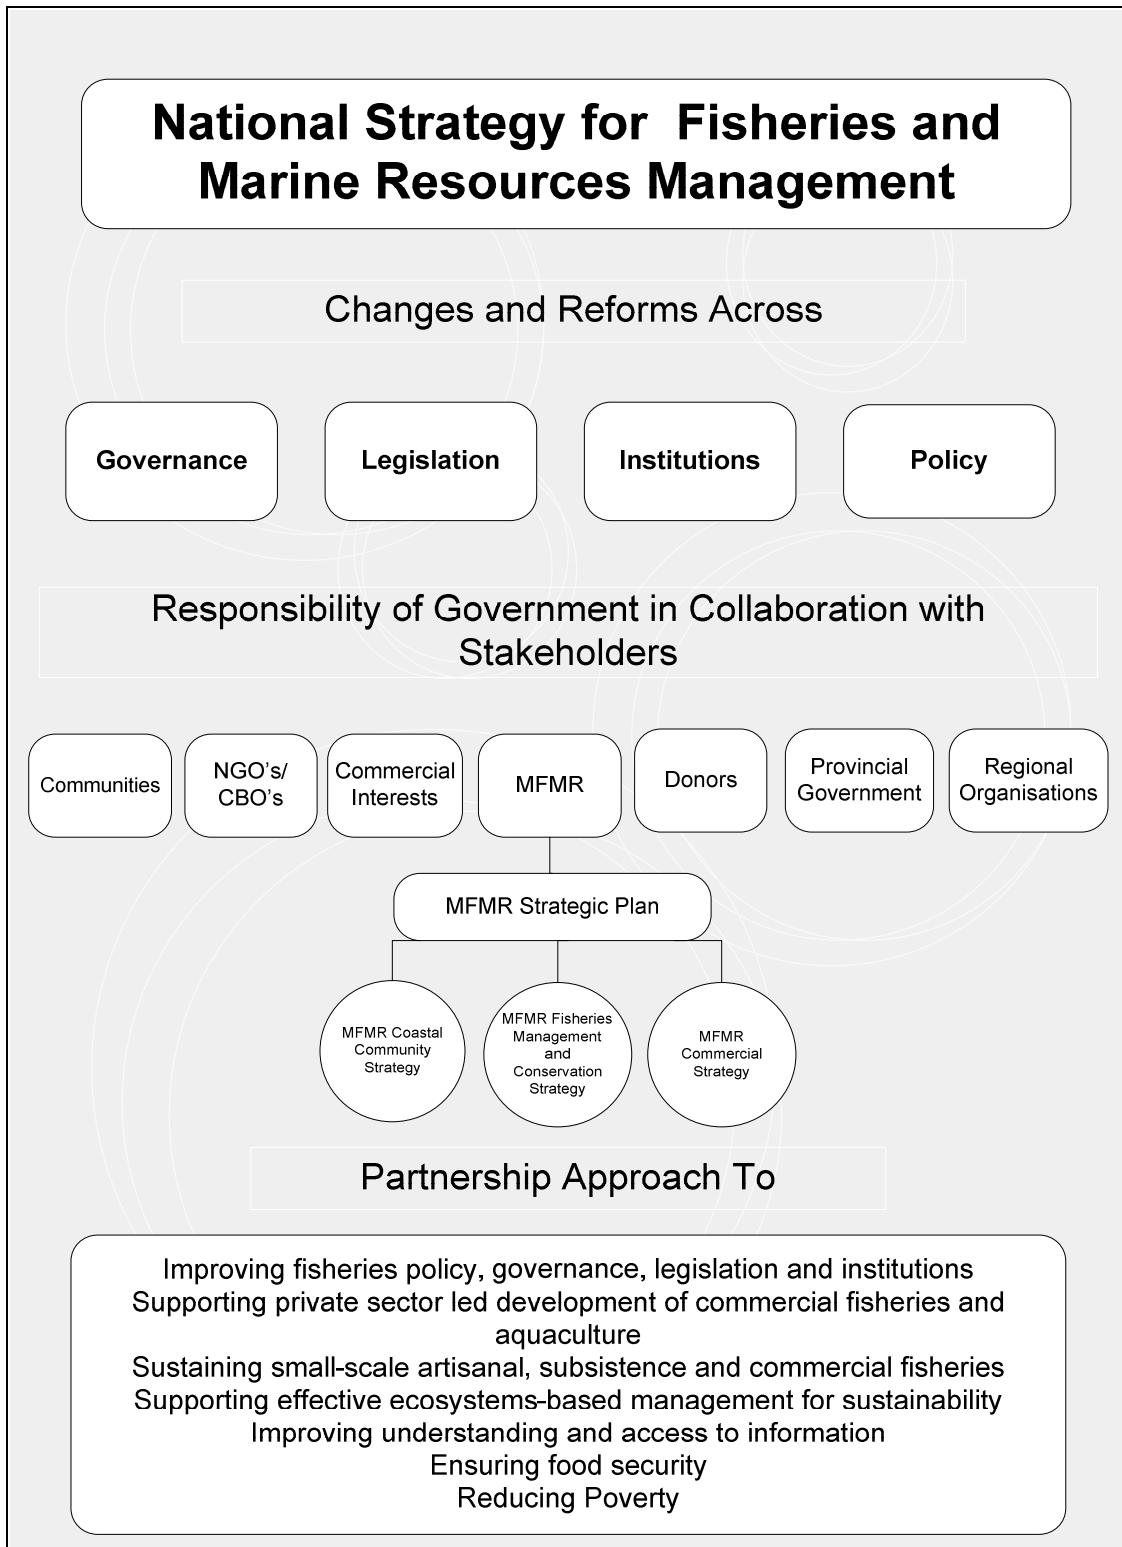 National Strategy for  Fisheries and
Marine Resources Management
Changes and Reforms Across
Governance
Legislation
Institutions
Policy
Responsibility of Government in Collaboration with
Stakeholders
Communities
NGO's/
CBO's
Commercial
Interests
MFMR
Donors
Provincial
Government
Regional
Organisations
MFMR Strategic Plan
MFMR Coastal
Community
Strategy
MFMR Fisheries
Management
and
Conservation
Strategy
MFMR
Commercial
Strategy
Partnership Approach To
Improving fisheries policy, governance, legislation and institutions
Supporting private sector led development of commercial fisheries and
aquaculture
Sustaining small-scale artisanal, subsistence and commercial fisheries
Supporting effective ecosystems-based management for sustainability
Improving understanding and access to information
Ensuring food security
Reducing Poverty